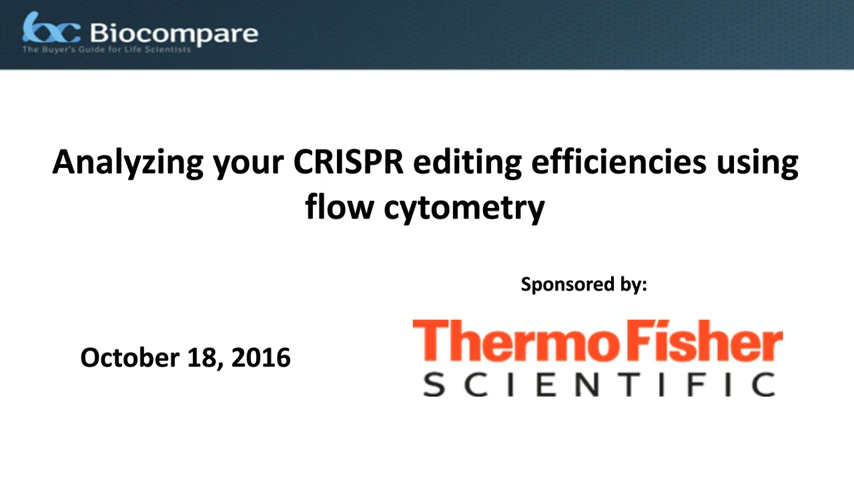 bc Biocompare
The Buyer's Guide for Life Scientists
Analyzing your CRISPR editing efficiencies using
flow cytometry
Sponsored by:
October 18, 2016
ThermoFisher
SCIENTIFIC